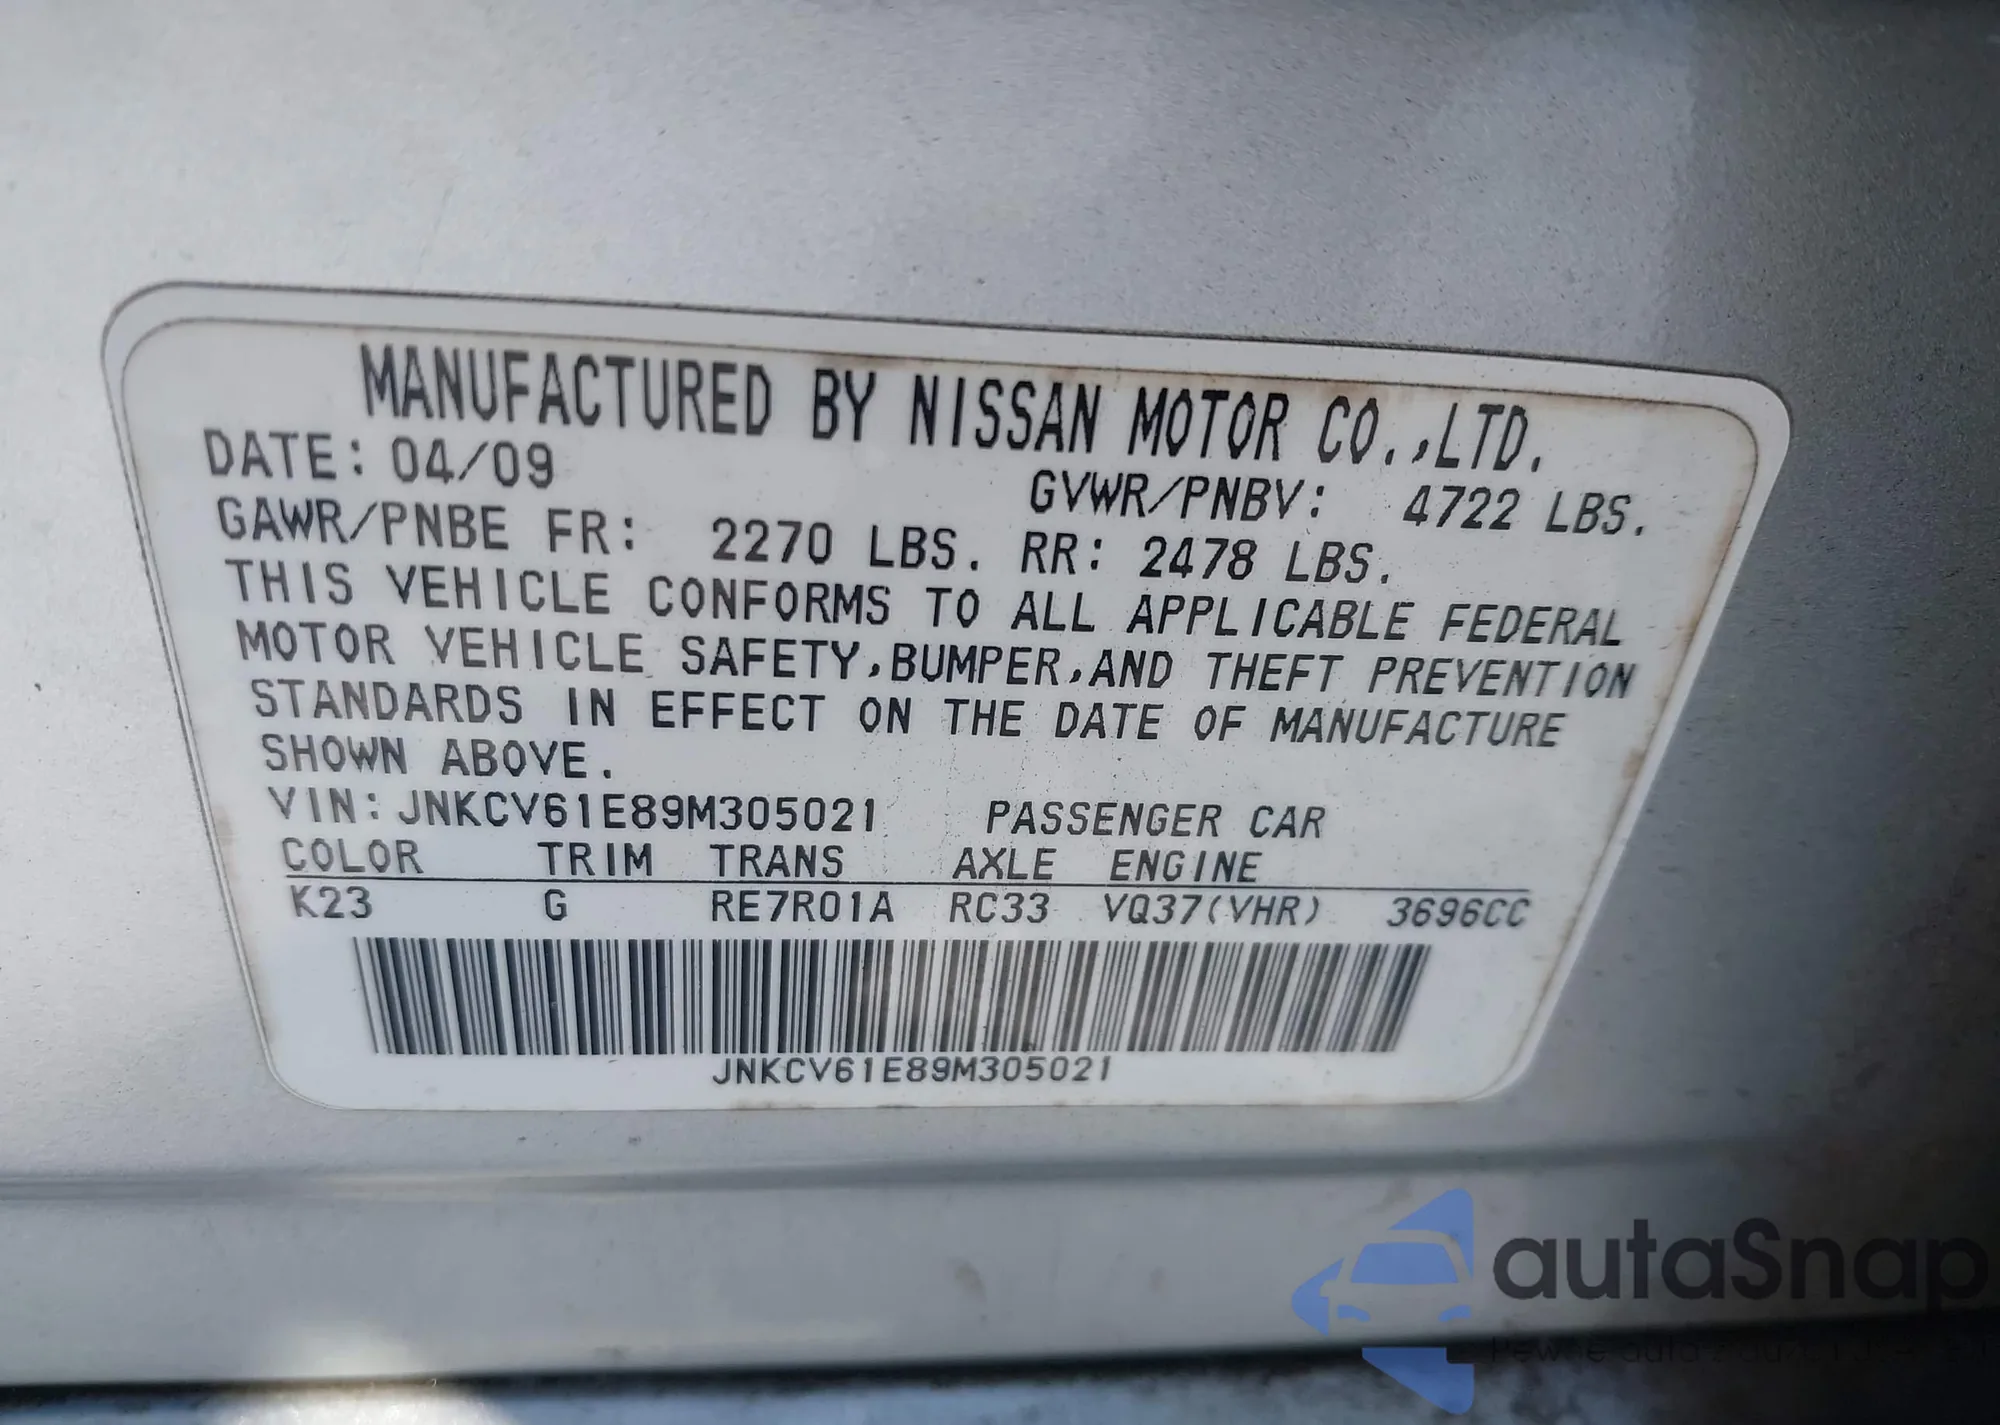 MANUFACTURED BY NISSAN MOTOR CO.,LTD.
DATE: 04/09 GVWR/PNBV: 4722 LBS.
GAWR/PNBE FR: 2270 LBS. RR: 2478 LBS.
THIS VEHICLE CONFORMS TO ALL APPLICABLE FEDERAL
MOTOR VEHICLE SAFETY,BUMPER,AND THEFT PREVENTION
STANDARDS IN EFFECT ON THE DATE OF MANUFACTURE
SHOWN ABOVE.
VIN: JNKCV61E89M305021 PASSENGER CAR
COLOR TRIM TRANS AXLE ENGINE
K23 G RE7R01A RC33 VQ37(VHR) 3696CC
JNKCV61E89M305021
autaSnap
Pewne auta z